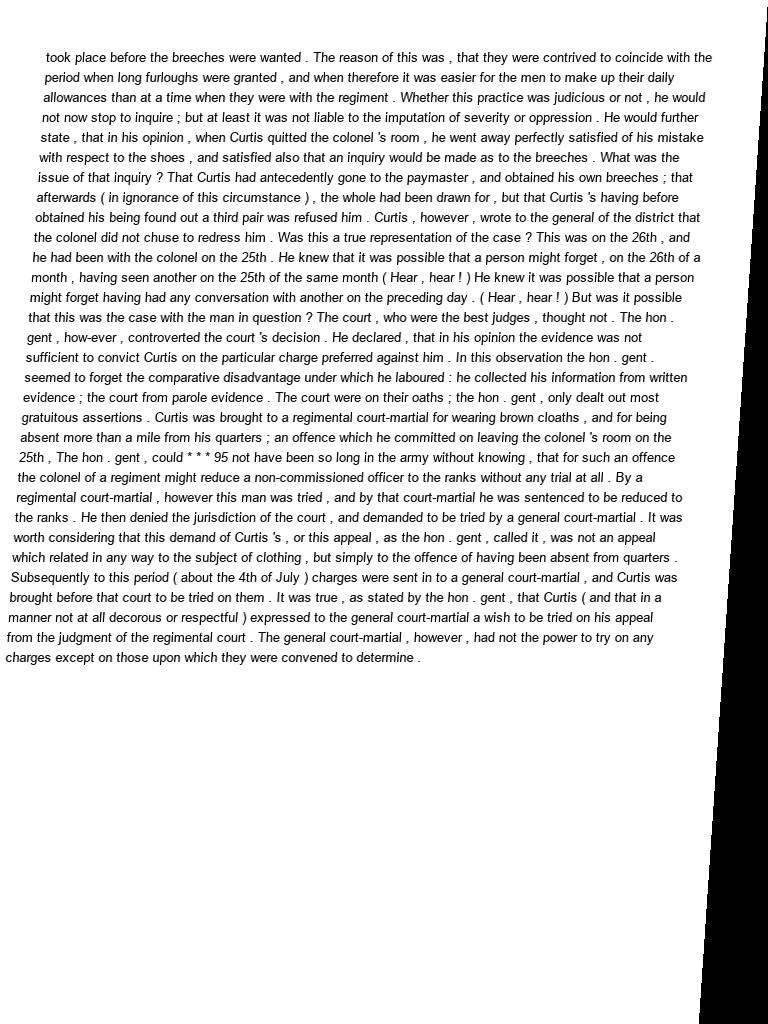 took place before the breeches were wanted . The reason of this was , that they were contrived to coincide with the
period when long furloughs were granted , and when therefore it was easier for the men to make up their daily
allowances than at a time when they were with the regiment . Whether this practice was judicious or not , he would
not now stop to inquire ; but at least it was not liable to the imputation of severity or oppression . He would further
state , that in his opinion , when Curtis quitted the colonel 's room , he went away perfectly satisfied of his mistake
with respect to the shoes , and satisfied also that an inquiry would be made as to the breeches . What was the
issue of that inquiry ? That Curtis had antecedently gone to the paymaster , and obtained his own breeches ; that
afterwards ( in ignorance of this circumstance ) , the whole had been drawn for , but that Curtis 's having before
obtained his being found out a third pair was refused him . Curtis , however , wrote to the general of the district that
the colonel did not chuse to redress him . Was this a true representation of the case ? This was on the 26th , and
he had been with the colonel on the 25th . He knew that it was possible that a person might forget , on the 26th of a
month , having seen another on the 25th of the same month ( Hear , hear ! ) He knew it was possible that a person
might forget having had any conversation with another on the preceding day . ( Hear , hear ! ) But was it possible
that this was the case with the man in question ? The court , who were the best judges , thought not . The hon .
gent , how-ever , controverted the court 's decision . He declared , that in his opinion the evidence was not
sufficient to convict Curtis on the particular charge preferred against him . In this observation the hon . gent .
seemed to forget the comparative disadvantage under which he laboured : he collected his information from written
evidence ; the court from parole evidence . The court were on their oaths ; the hon . gent , only dealt out most
gratuitous assertions . Curtis was brought to a regimental court-martial for wearing brown cloaths , and for being
absent more than a mile from his quarters ; an offence which he committed on leaving the colonel 's room on the
25th , The hon . gent , could * * * 95 not have been so long in the army without knowing , that for such an offence
the colonel of a regiment might reduce a non-commissioned officer to the ranks without any trial at all . By a
regimental court-martial , however this man was tried , and by that court-martial he was sentenced to be reduced to
the ranks . He then denied the jurisdiction of the court , and demanded to be tried by a general court-martial . It was
worth considering that this demand of Curtis 's , or this appeal , as the hon . gent , called it , was not an appeal
which related in any way to the subject of clothing , but simply to the offence of having been absent from quarters .
Subsequently to this period ( about the 4th of July ) charges were sent in to a general court-martial , and Curtis was
brought before that court to be tried on them . It was true , as stated by the hon . gent , that Curtis ( and that in a
manner not at all decorous or respectful ) expressed to the general court-martial a wish to be tried on his appeal
from the judgment of the regimental court . The general court-martial , however , had not the power to try on any
charges except on those upon which they were convened to determine .